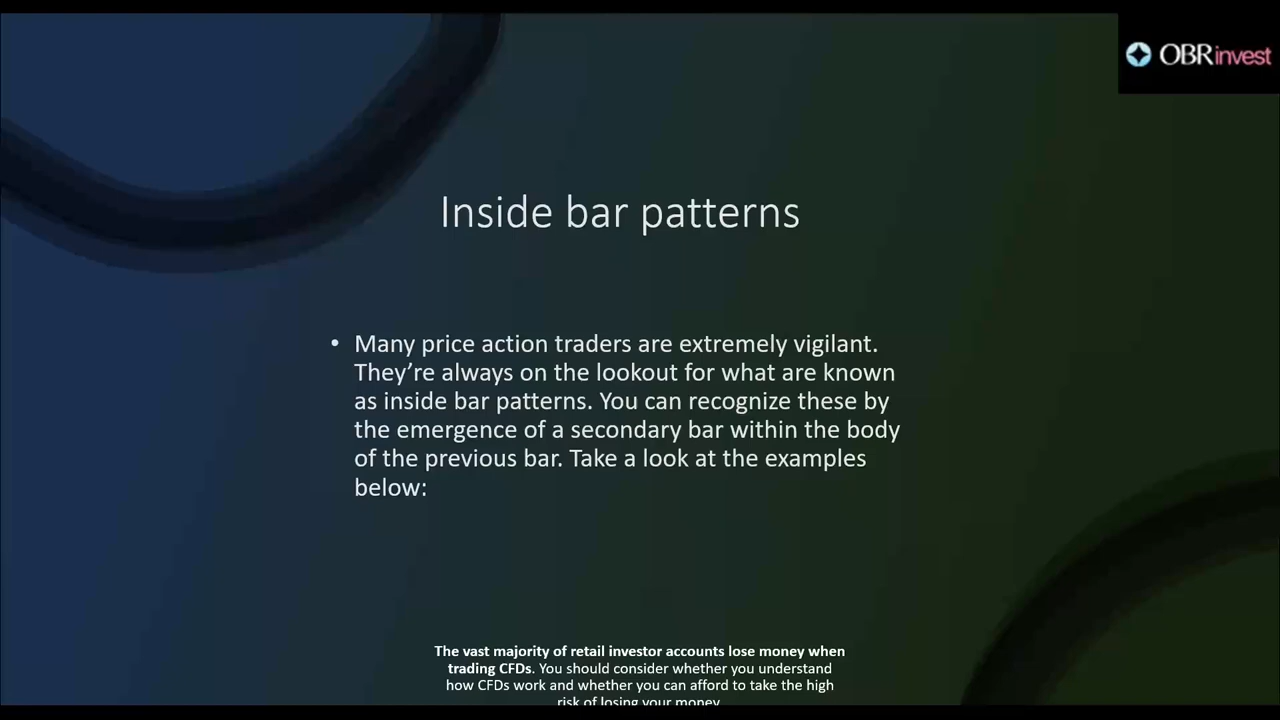 OBRinvest
Inside bar patterns
• Many price action traders are extremely vigilant.
They’re always on the lookout for what are known
as inside bar patterns. You can recognize these by
the emergence of a secondary bar within the body
of the previous bar. Take a look at the examples
below:
The vast majority of retail investor accounts lose money when
trading CFDs. You should consider whether you understand
how CFDs work and whether you can afford to take the high
risk of losing your money